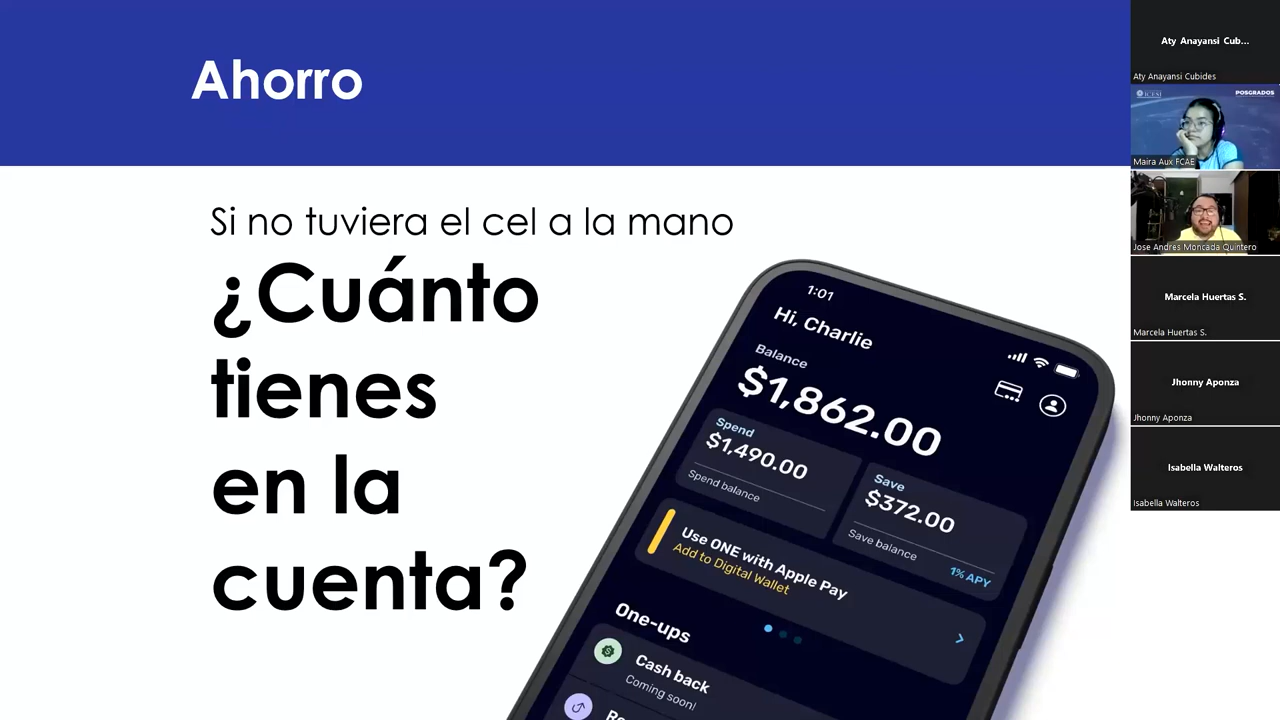 Ahorro
Si no tuviera el cel a la mano
¿Cuánto
tienes
en la
cuenta?
1:01
Hi, Charlie
Balance
$1,862.00
Spend
$1,490.00
Spend balance
Save
$372.00
Save balance
1% APY
Use ONE with Apple Pay
Add to Digital Wallet
One-ups
Cash back
Coming soon!
Aty Anayansi Cub...
Aty Anayansi Cubides
ICESI
POSGRADOS
Maira Aux FCAE
Jose Andres Moncada Quintero
Marcela Huertas S.
Marcela Huertas S.
Jhonny Aponza
Jhonny Aponza
Isabella Walteros
Isabella Walteros